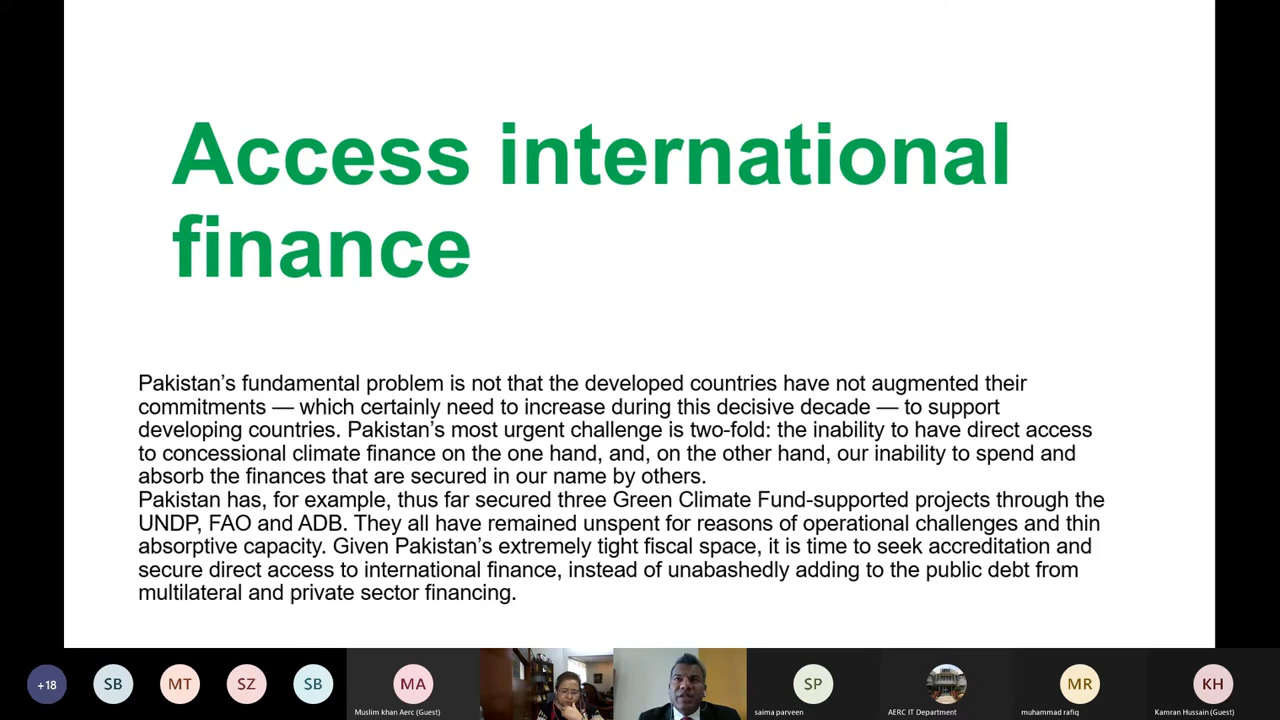 Access international
finance
Pakistan’s fundamental problem is not that the developed countries have not augmented their
commitments — which certainly need to increase during this decisive decade — to support
developing countries. Pakistan’s most urgent challenge is two-fold: the inability to have direct access
to concessional climate finance on the one hand, and, on the other hand, our inability to spend and
absorb the finances that are secured in our name by others.
Pakistan has, for example, thus far secured three Green Climate Fund-supported projects through the
UNDP, FAO and ADB. They all have remained unspent for reasons of operational challenges and thin
absorptive capacity. Given Pakistan’s extremely tight fiscal space, it is time to seek accreditation and
secure direct access to international finance, instead of unabashedly adding to the public debt from
multilateral and private sector financing.
+18 SB MT SZ SB MA SP MR KH
Muslim khan Aerc (Guest) saima parveen AERC IT Department muhammad rafiq Kamran Hussain (Guest)